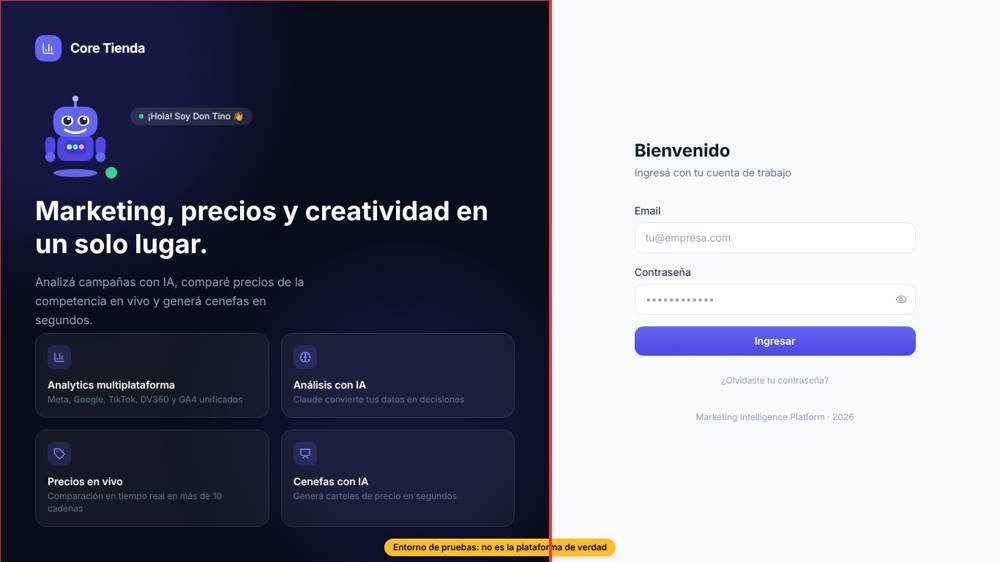 Core Tienda
¡Hola! Soy Don Tino 👋
Marketing, precios y creatividad en
un solo lugar.
Analizá campañas con IA, comparé precios de la
competencia en vivo y generá cenefas en
segundos.
Analytics multiplataforma
Meta, Google, TikTok, DV360 y GA4 unificados
Análisis con IA
Claude convierte tus datos en decisiones
Precios en vivo
Comparación en tiempo real en más de 10
cadenas
Cenefas con IA
Generá carteles de precio en segundos
Bienvenido
Ingresá con tu cuenta de trabajo
Email
tu@empresa.com
Contraseña
••••••••••••
Ingresar
¿Olvidaste tu contraseña?
Marketing Intelligence Platform · 2026
Entorno de pruebas: no es la plataforma de verdad